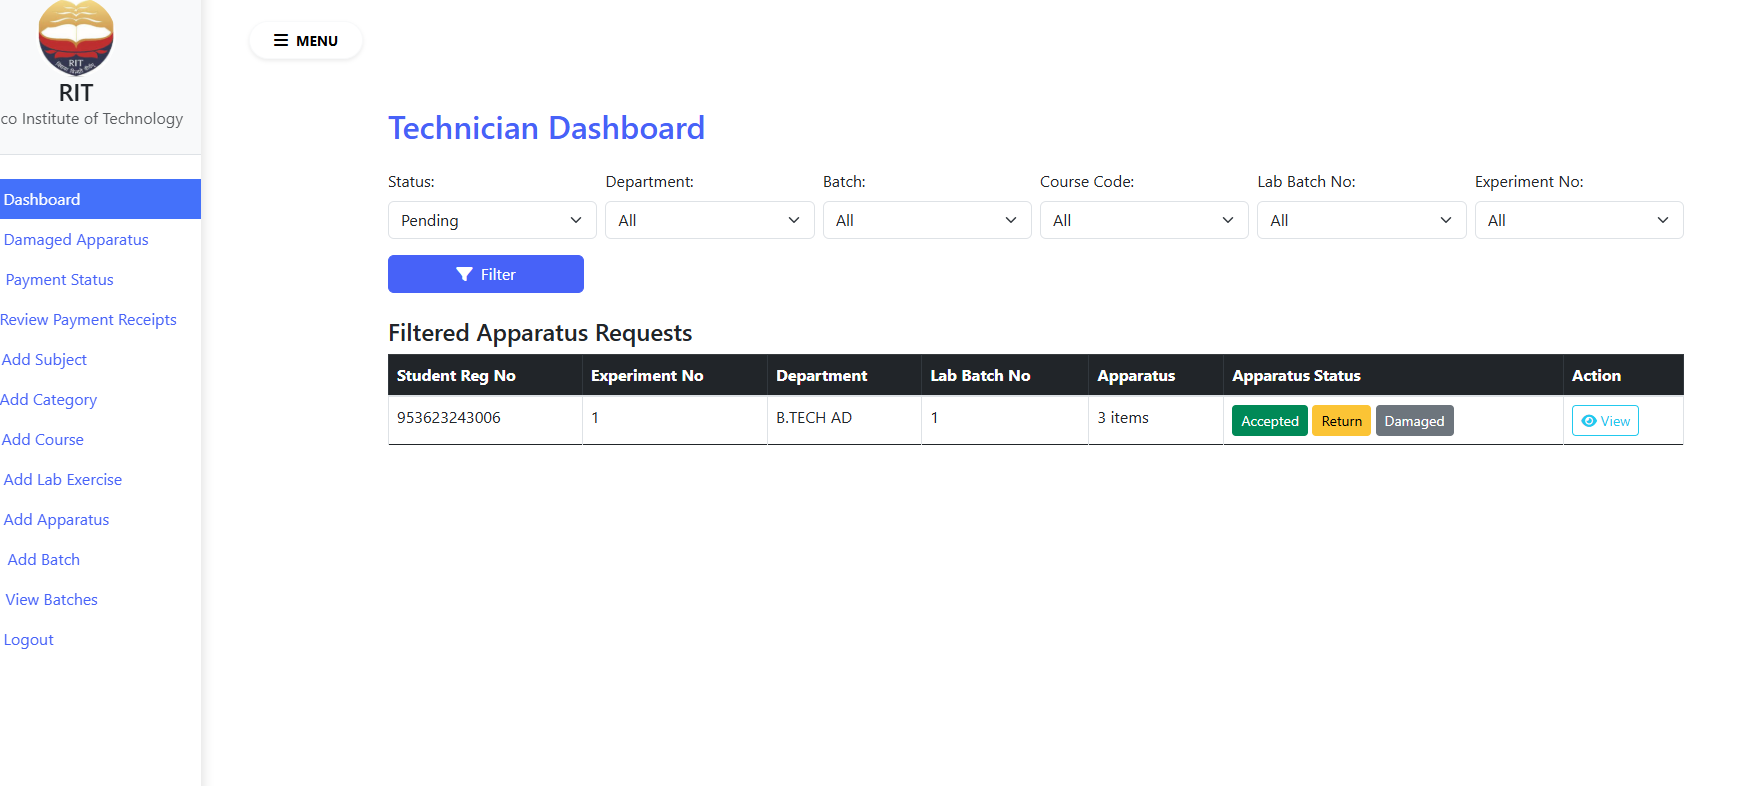 RIT
RIT
co Institute of Technology
Dashboard
Damaged Apparatus
Payment Status
Review Payment Receipts
Add Subject
Add Category
Add Course
Add Lab Exercise
Add Apparatus
Add Batch
View Batches
Logout
MENU
Technician Dashboard
Status: Department: Batch: Course Code: Lab Batch No: Experiment No:
Pending All All All All All
Filter
Filtered Apparatus Requests
Student Reg No Experiment No Department Lab Batch No Apparatus Apparatus Status Action
953623243006 1 B.TECH AD 1 3 items Accepted Return Damaged View